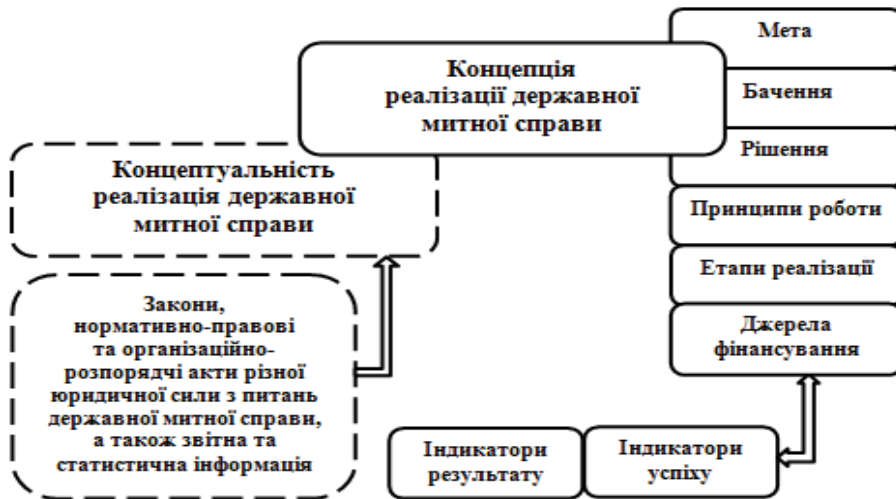 Концепція
реалізації державної
митної справи
Мета
Бачення
Рішення
Принципи роботи
Етапи реалізації
Джерела
фінансування
Концептуальність
реалізація державної
митної справи
Закони,
нормативно-правові
та організаційно-
розпорядчі акти різної
юридичної сили з питань
державної митної справи,
а також звітна та
статистична інформація
Індикатори
результату
Індикатори
успіху